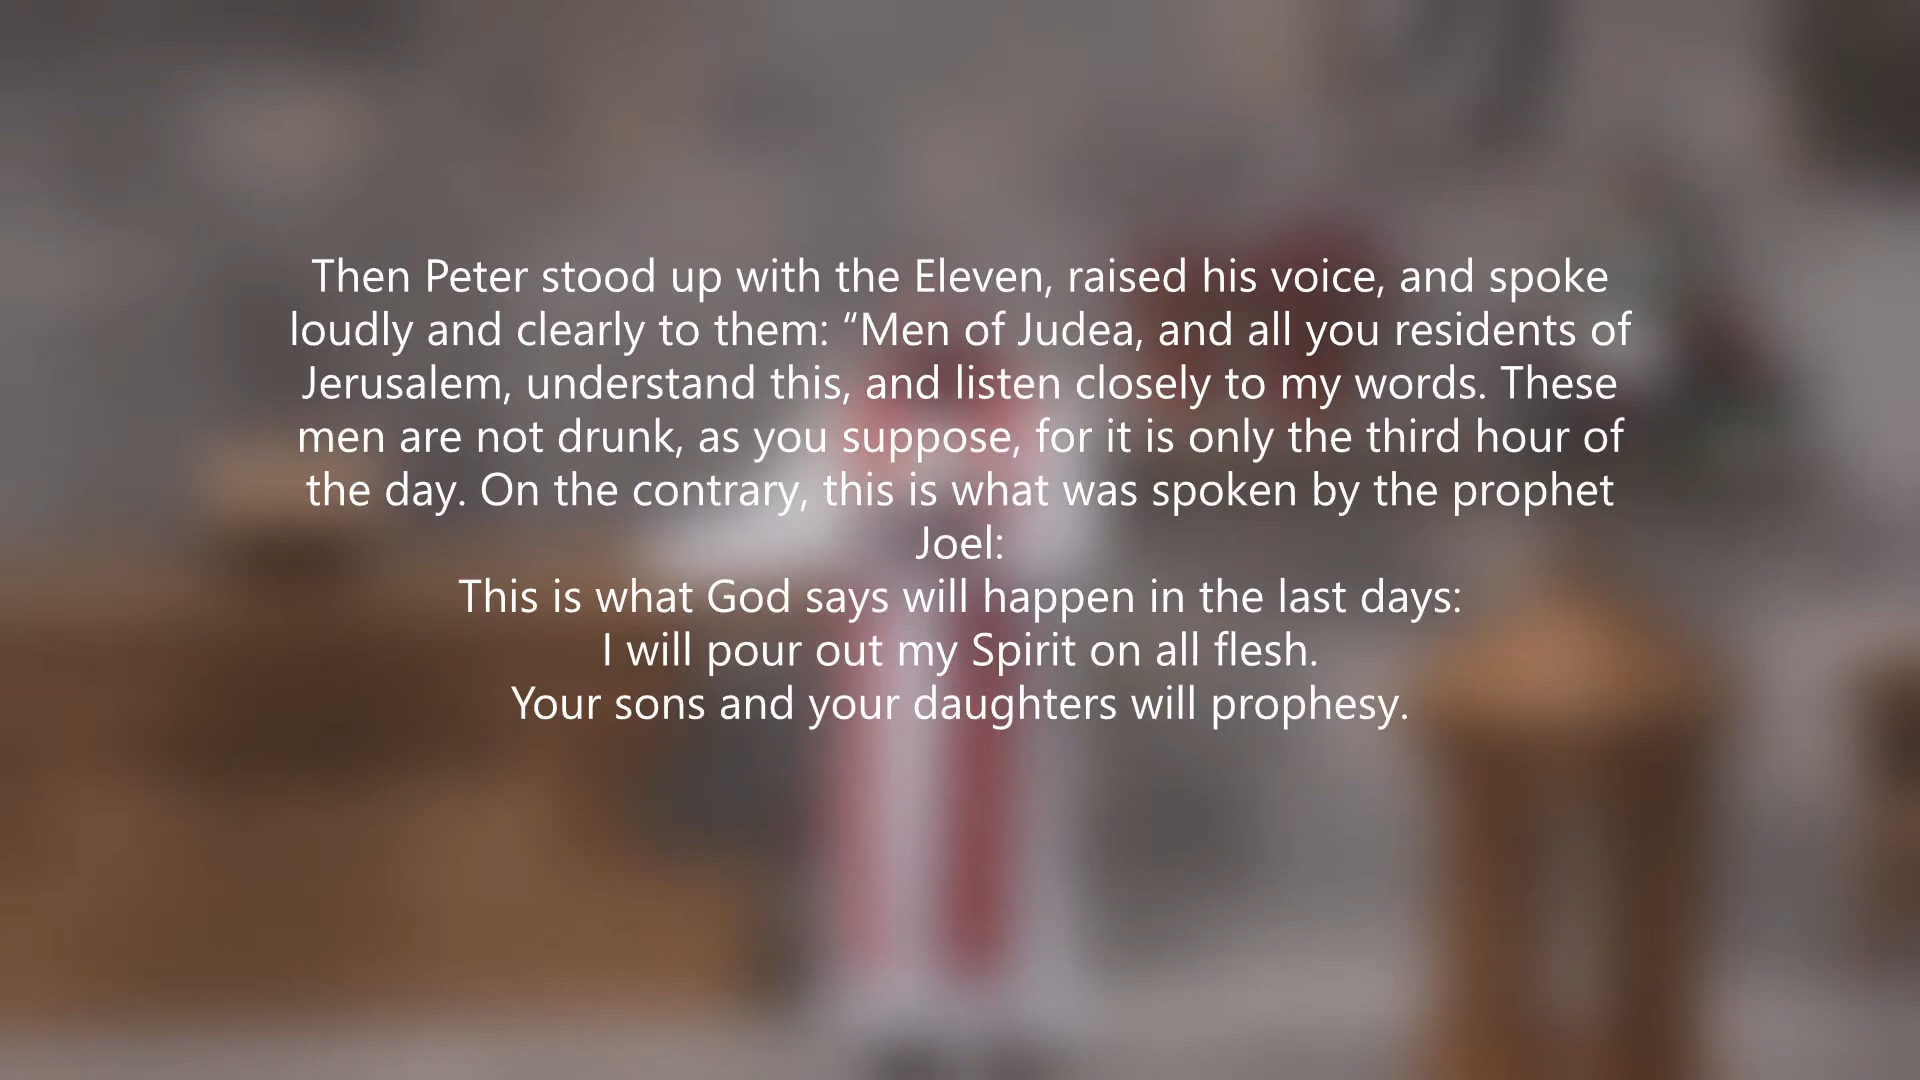 Then Peter stood up with the Eleven, raised his voice, and spoke
loudly and clearly to them: “Men of Judea, and all you residents of
Jerusalem, understand this, and listen closely to my words. These
men are not drunk, as you suppose, for it is only the third hour of
the day. On the contrary, this is what was spoken by the prophet
Joel:
This is what God says will happen in the last days:
I will pour out my Spirit on all flesh.
Your sons and your daughters will prophesy.